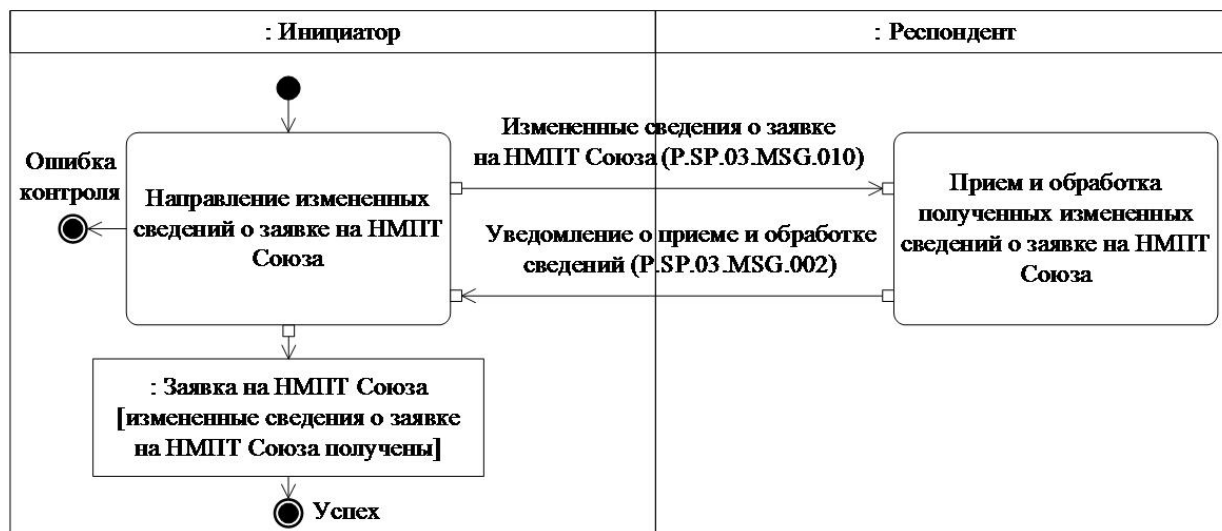 : Инициатор
: Респондент
Ошибка
контроля
Направление измененных
сведений о заявке на НМПТ
Союза
Измененные сведения о заявке
на НМПТ Союза (P.SP.03.MSG.010)
Уведомление о приеме и обработке
сведений (P.SP.03.MSG.002)
Прием и обработка
полученных измененных
сведений о заявке на НМПТ
Союза
: Заявка на НМПТ Союза
[измененные сведения о заявке
на НМПТ Союза получены]
Успех